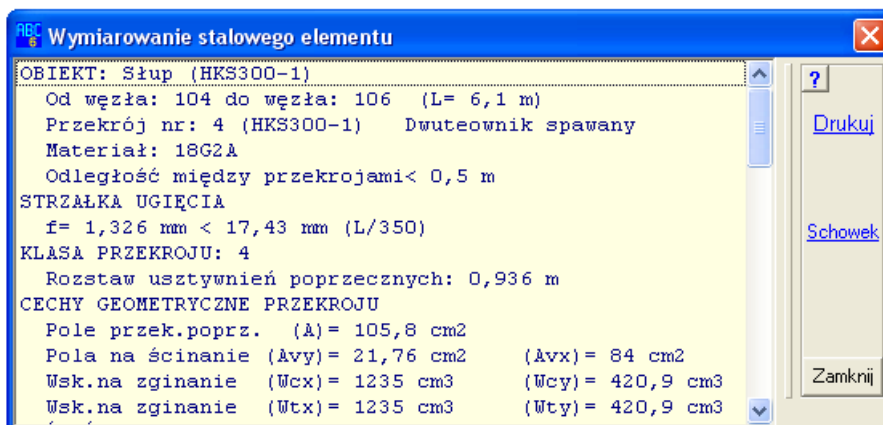 ABC 6 Wymiarowanie stalowego elementu
OBIEKT: Słup (HKS300-1)
Od węzła: 104 do węzła: 106 (L= 6,1 m)
Przekrój nr: 4 (HKS300-1) Dwuteownik spawany
Materiał: 18G2A
Odległość między przekrojami< 0,5 m
STRZAŁKA UGIĘCIA
f= 1,326 mm < 17,43 mm (L/350)
KLASA PRZEKROJU: 4
Rozstaw usztywnień poprzecznych: 0,936 m
CECHY GEOMETRYCZNE PRZEKROJU
Pole przek.poprz. (A)= 105,8 cm2
Pola na ścinanie (Avy)= 21,76 cm2 (Avx)= 84 cm2
Wsk.na zginanie (Wcx)= 1235 cm3 (Wcy)= 420,9 cm3
Wsk.na zginanie (Wtx)= 1235 cm3 (Wty)= 420,9 cm3
?
Drukuj
Schowek
Zamknij